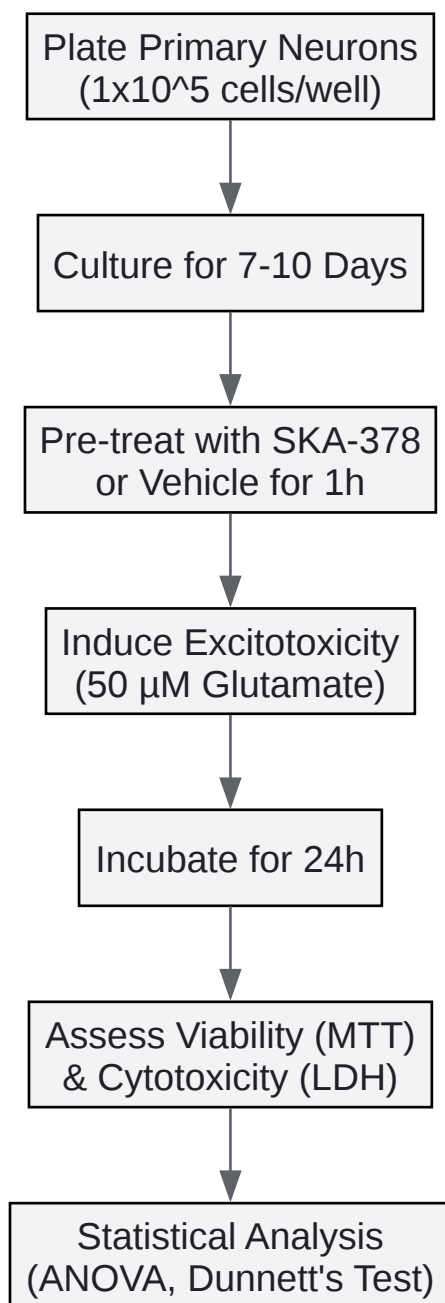 Plate Primary Neurons
(1x10^5 cells/well)
Culture for 7-10 Days
Pre-treat with SKA-378
or Vehicle for 1h
Induce Excitotoxicity
(50 µM Glutamate)
Incubate for 24h
Assess Viability (MTT)
& Cytotoxicity (LDH)
Statistical Analysis
(ANOVA, Dunnett's Test)